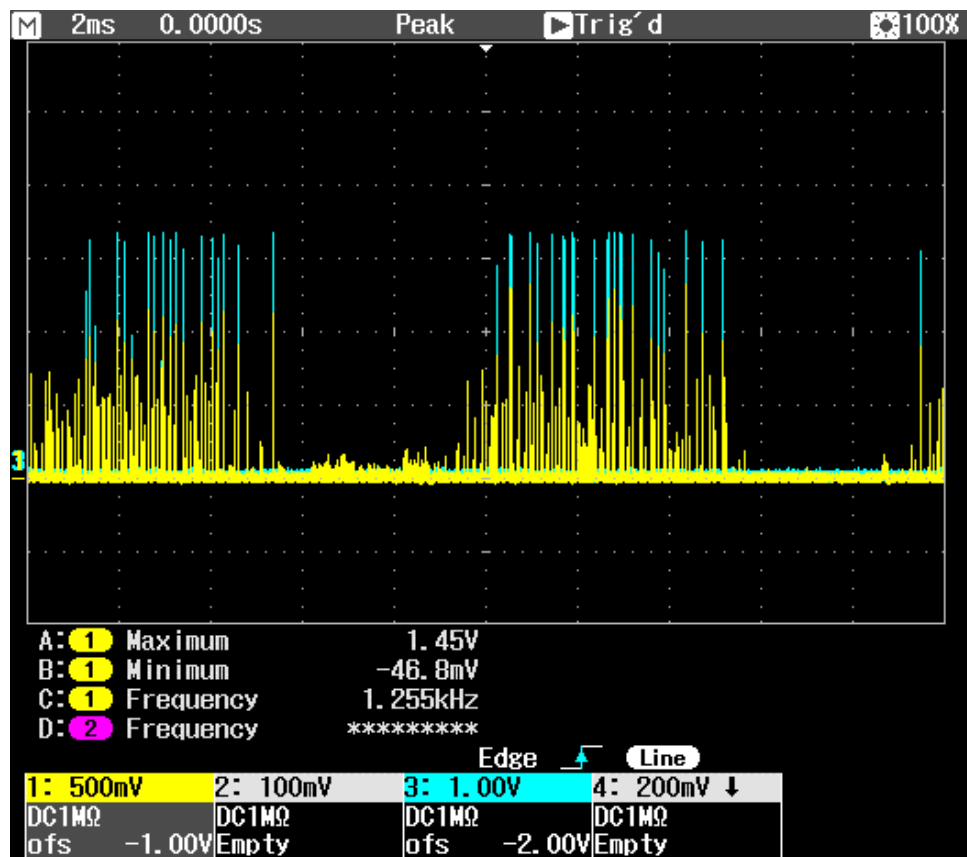 M 2ms 0.0000s Peak Trig´d 100%
3
A: 1 Maximum 1.45V
B: 1 Minimum -46.8mV
C: 1 Frequency 1.255kHz
D: 2 Frequency *********
Edge Line
1: 500mV 2: 100mV 3: 1.00V 4: 200mV ↓
DC1MΩ DC1MΩ DC1MΩ DC1MΩ
ofs -1.00V Empty ofs -2.00V Empty